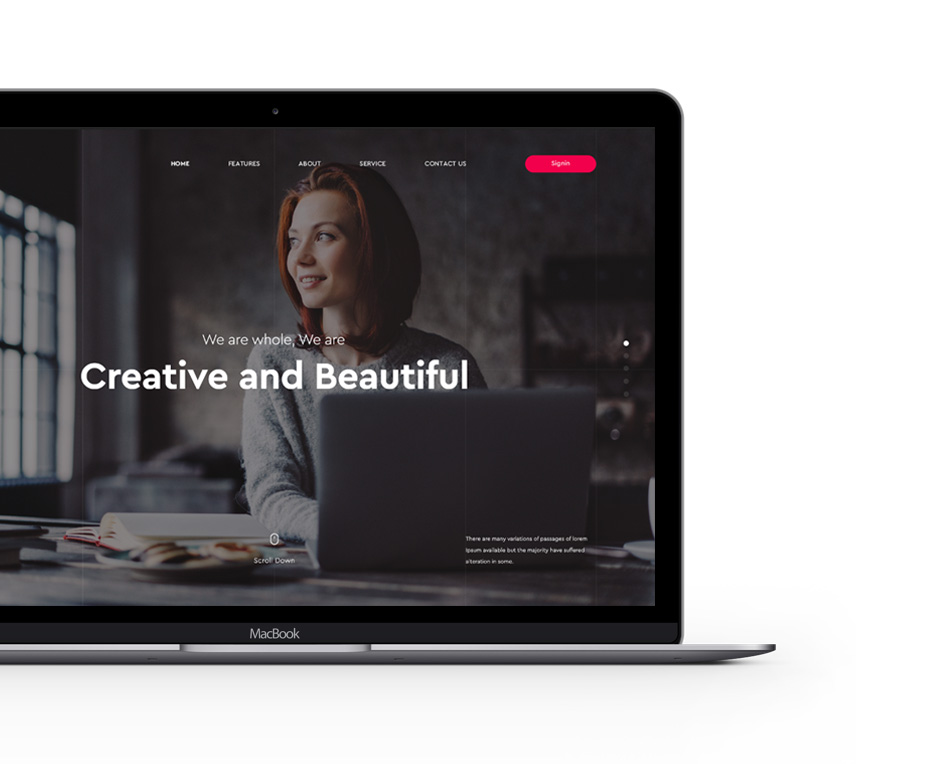 HOME FEATURES ABOUT SERVICE CONTACT US Signin
We are whole, We are
Creative and Beautiful
Scroll Down
There are many variations of passages of lorem
Ipsum available but the majority have suffered
alteration in some.
MacBook